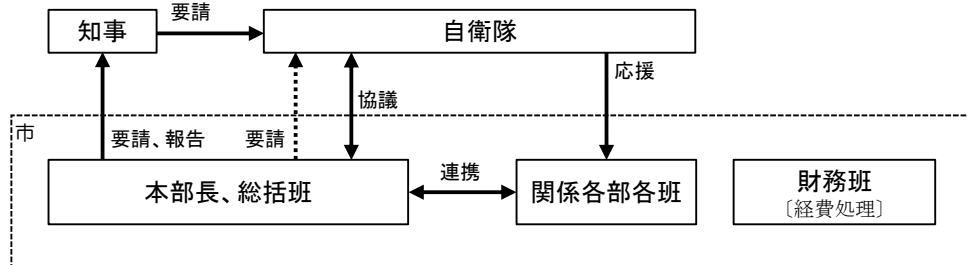 要請
知事
自衛隊
応援
協議
市
要請、報告
要請
本部長、総括班
連携
関係各部各班
財務班
〔経費処理〕